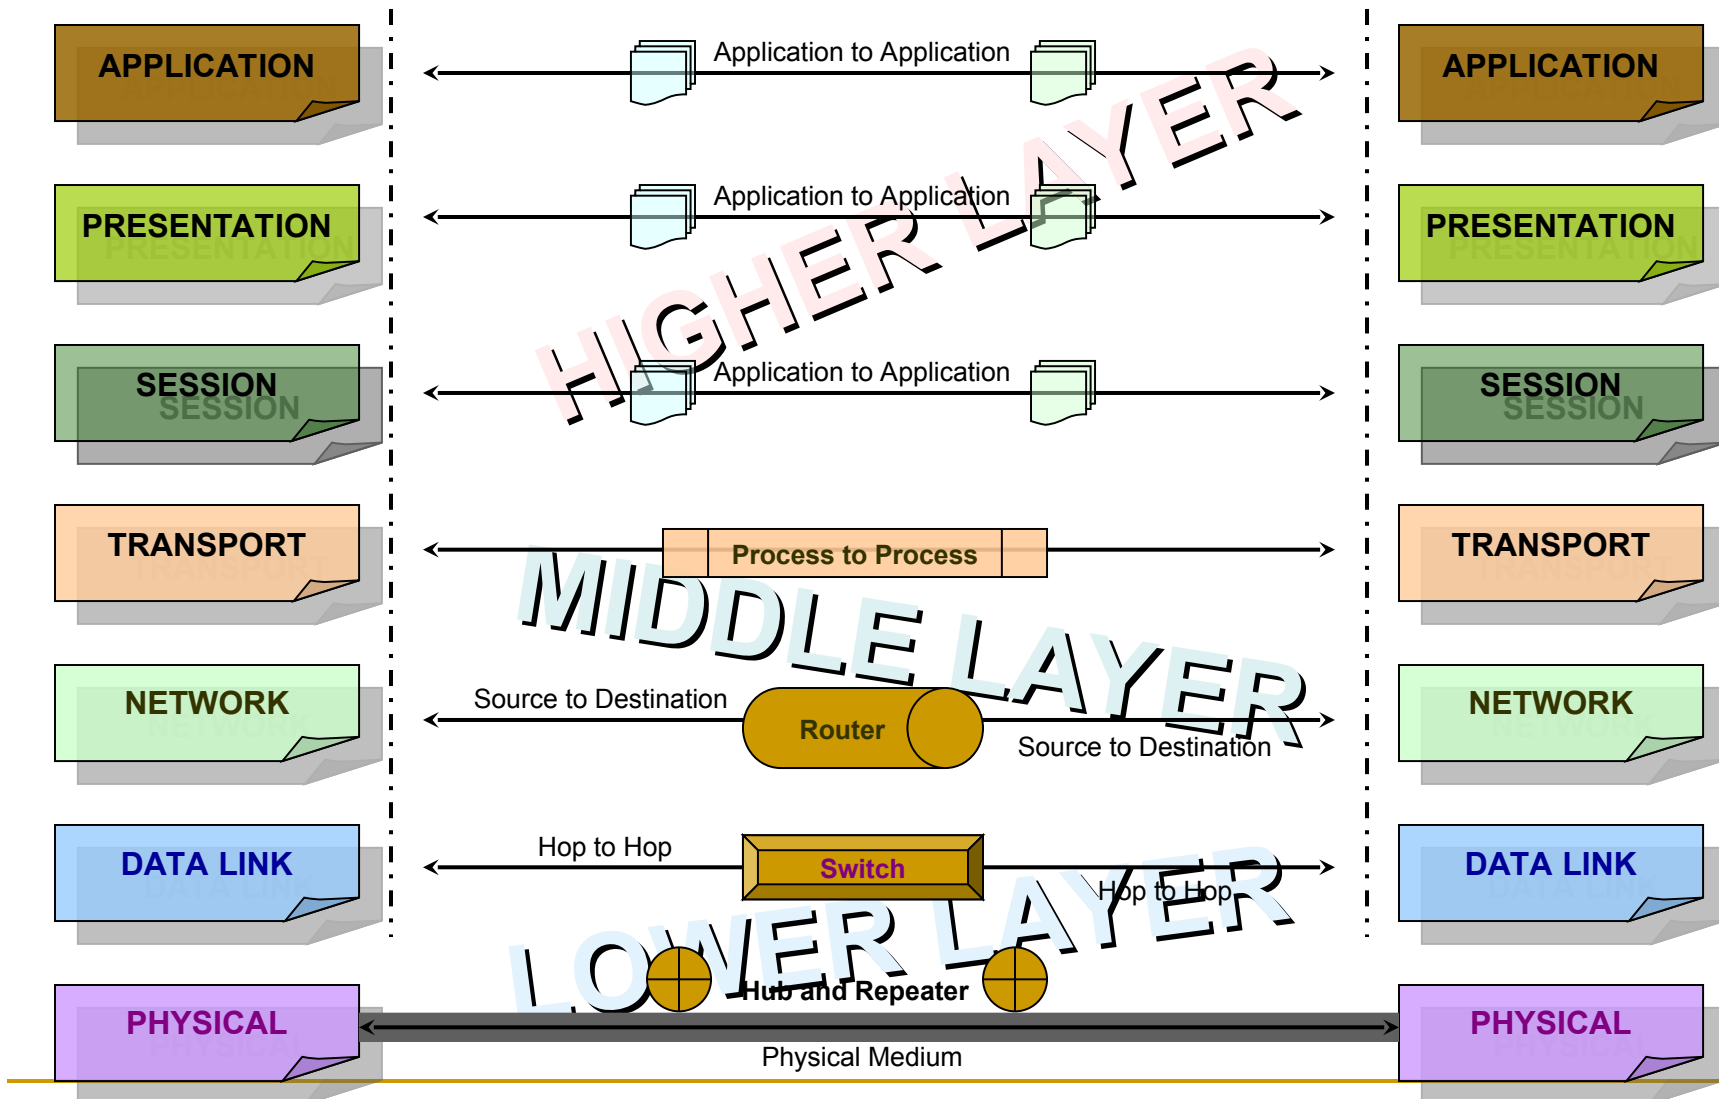 APPLICATION
Application to Application
APPLICATION
PRESENTATION
Application to Application
PRESENTATION
HIGHER LAYER
SESSION
Application to Application
SESSION
TRANSPORT
Process to Process
TRANSPORT
MIDDLE LAYER
NETWORK
Source to Destination
Router
Source to Destination
NETWORK
DATA LINK
Hop to Hop
Switch
Hop to Hop
DATA LINK
LOWER LAYER
Hub and Repeater
PHYSICAL
PHYSICAL
Physical Medium